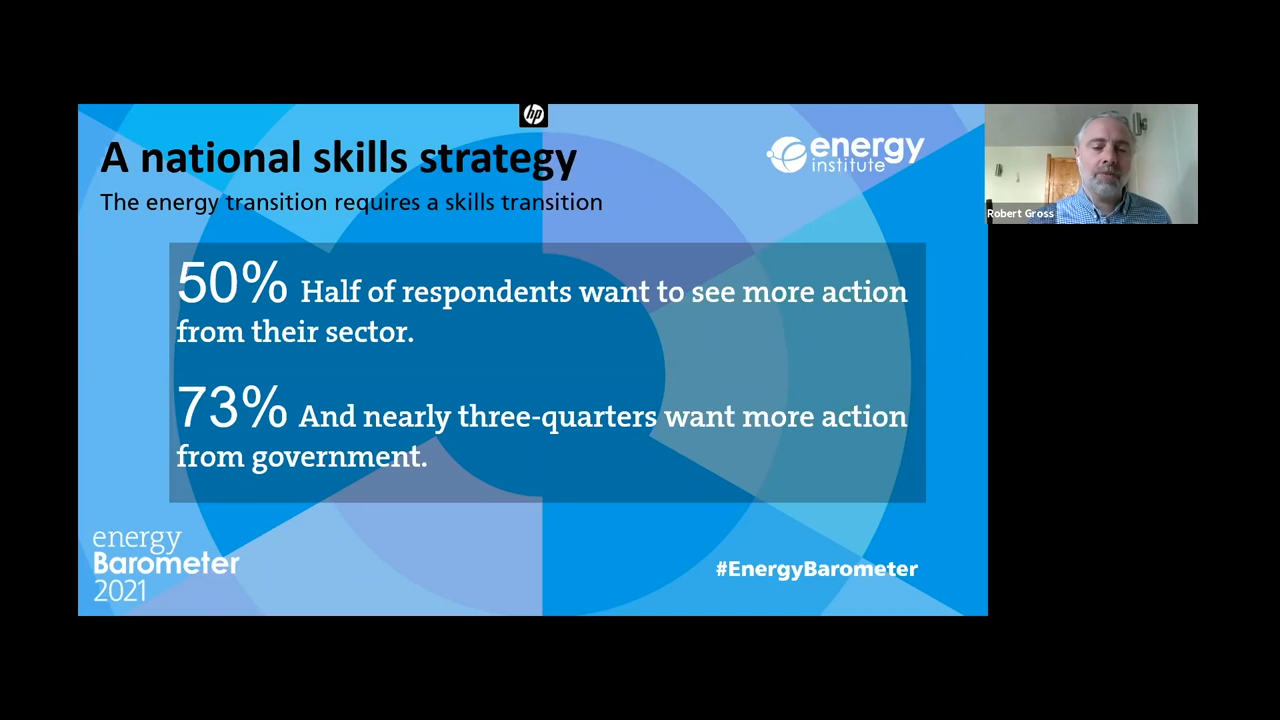 hp
A national skills strategy
The energy transition requires a skills transition
energy
institute
Robert Gross
50% Half of respondents want to see more action
from their sector.
73% And nearly three-quarters want more action
from government.
energy
Barometer
2021
#EnergyBarometer